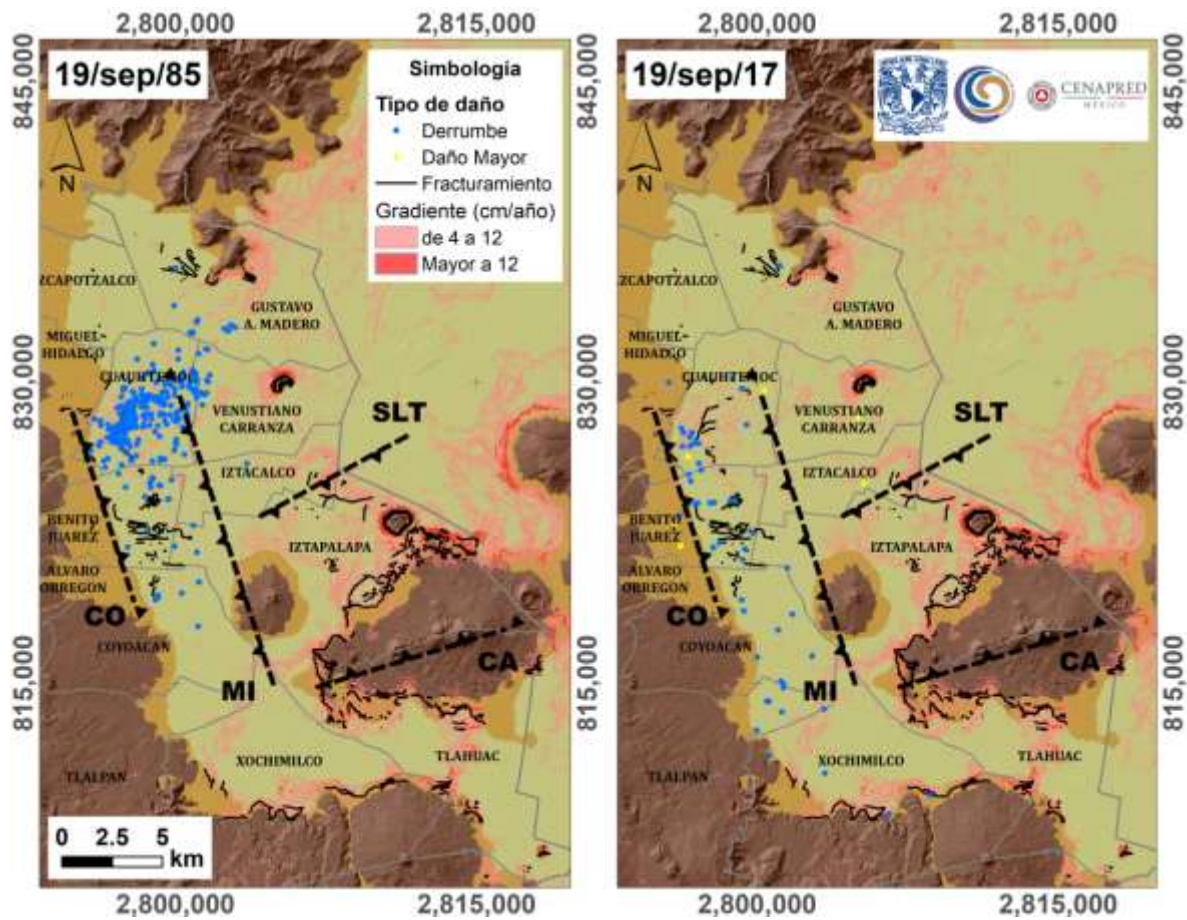 2,800,000 2,815,000 2,800,000 2,815,000
845,000
19/sep/85
Simbología
Tipo de daño
Derrumbe
Daño Mayor
Fracturamiento
Gradiente (cm/año)
de 4 a 12
Mayor a 12
N
ZCAPOTZALCO
GUSTAVO
A. MADERO
MIGUEL-
HIDALGO
CUAUHTEMOC
830,000
VENUSTIANO
CARRANZA
SLT
IZTACALCO
BENITO
JUAREZ
IZTAPALAPA
ALVARO
OBREGON
CO
COYOACAN
CA
MI
815,000
XOCHIMILCO
TLAHUAC
TLALPAN
0 2.5 5
km
2,800,000 2,815,000
19/sep/17
CENAPRED
MÉXICO
845,000
N
ZCAPOTZALCO
GUSTAVO
A. MADERO
MIGUEL-
HIDALGO
CUAUHTEMOC
830,000
VENUSTIANO
CARRANZA
SLT
IZTACALCO
BENITO
JUAREZ
IZTAPALAPA
ALVARO
OBREGON
CO
COYOACAN
CA
MI
815,000
XOCHIMILCO
TLAHUAC
TLALPAN
2,800,000 2,815,000